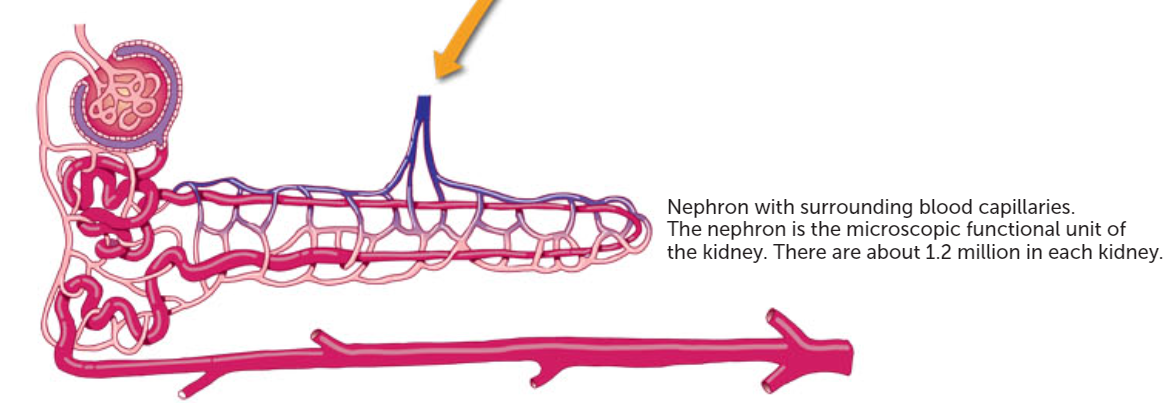 Nephron with surrounding blood capillaries.
The nephron is the microscopic functional unit of
the kidney. There are about 1.2 million in each kidney.